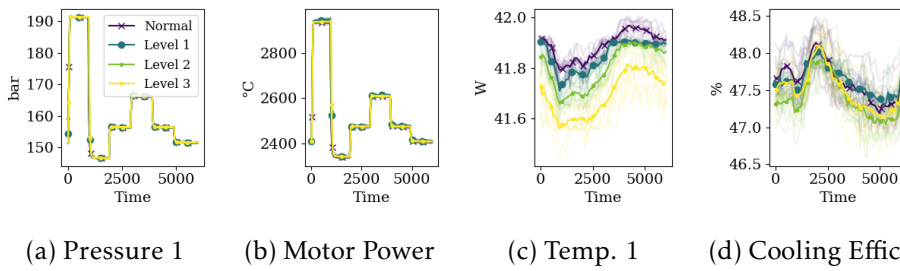 190
180
170
160
150
bar
0
2500
5000
Time
Normal
Level 1
Level 2
Level 3
(a) Pressure 1
2800
2600
2400
°C
0
2500
5000
Time
(b) Motor Power
42.0
41.8
41.6
W
0
2500
5000
Time
(c) Temp. 1
48.5
48.0
47.5
47.0
46.5
%
0
2500
5000
Time
(d) Cooling Effic